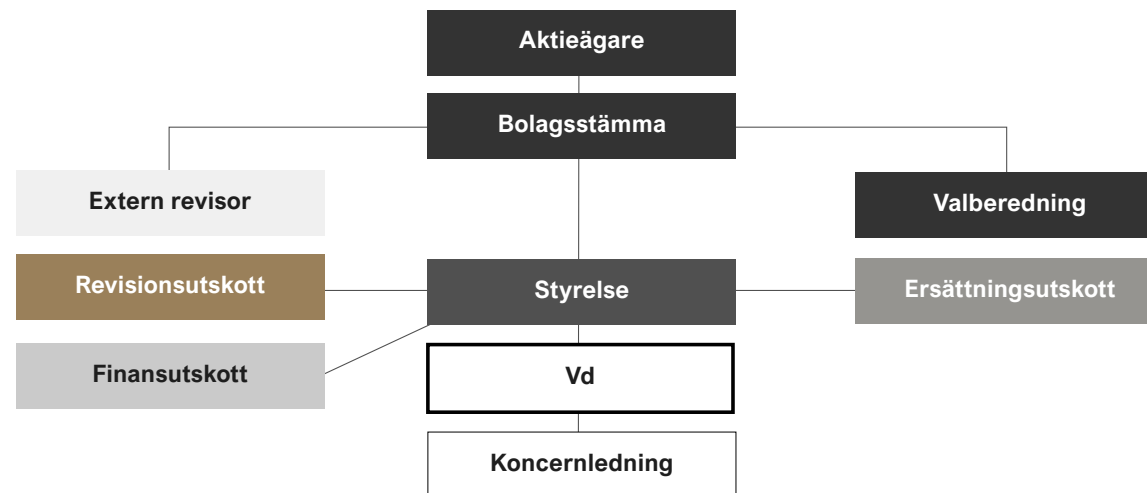 Aktieägare
Bolagsstämma
Extern revisor
Valberedning
Revisionsutskott
Styrelse
Ersättningsutskott
Finansutskott
Vd
Koncernledning